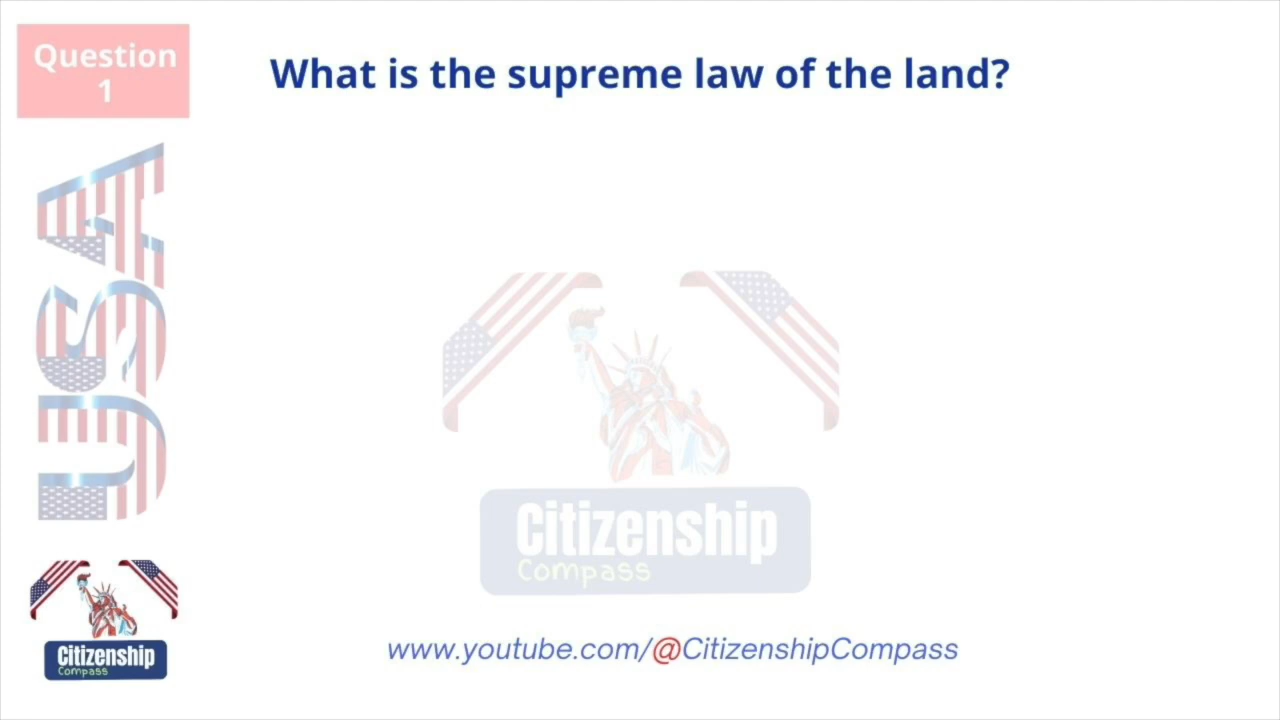 Question
1
What is the supreme law of the land?
USA
Citizenship
Compass
Citizenship
Compass
www.youtube.com/@CitizenshipCompass